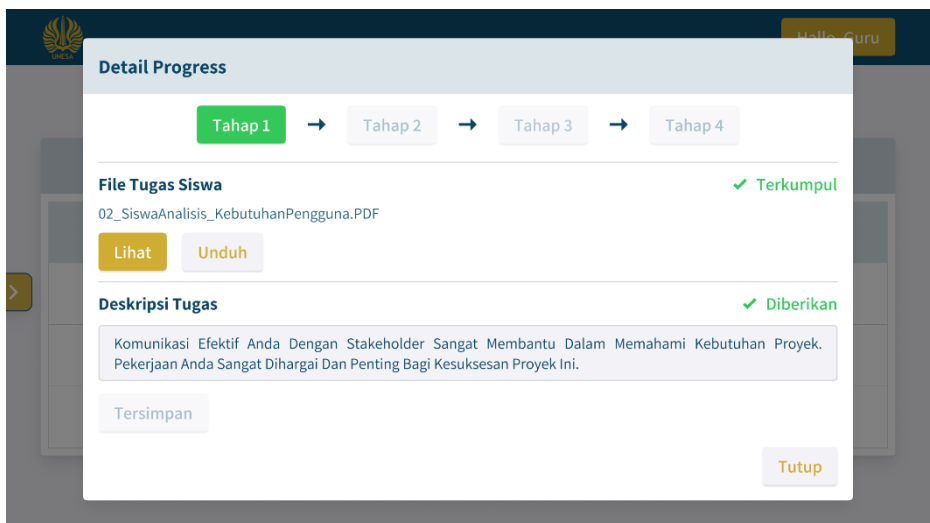 UNESA
Hallo, Guru
Detail Progress
Tahap 1 → Tahap 2 → Tahap 3 → Tahap 4
File Tugas Siswa ✓ Terkumpul
02_SiswaAnalisis_KebutuhanPengguna.PDF
Lihat Unduh
Deskripsi Tugas ✓ Diberikan
Komunikasi Efektif Anda Dengan Stakeholder Sangat Membantu Dalam Memahami Kebutuhan Proyek.
Pekerjaan Anda Sangat Dihargai Dan Penting Bagi Kesuksesan Proyek Ini.
Tersimpan
Tutup